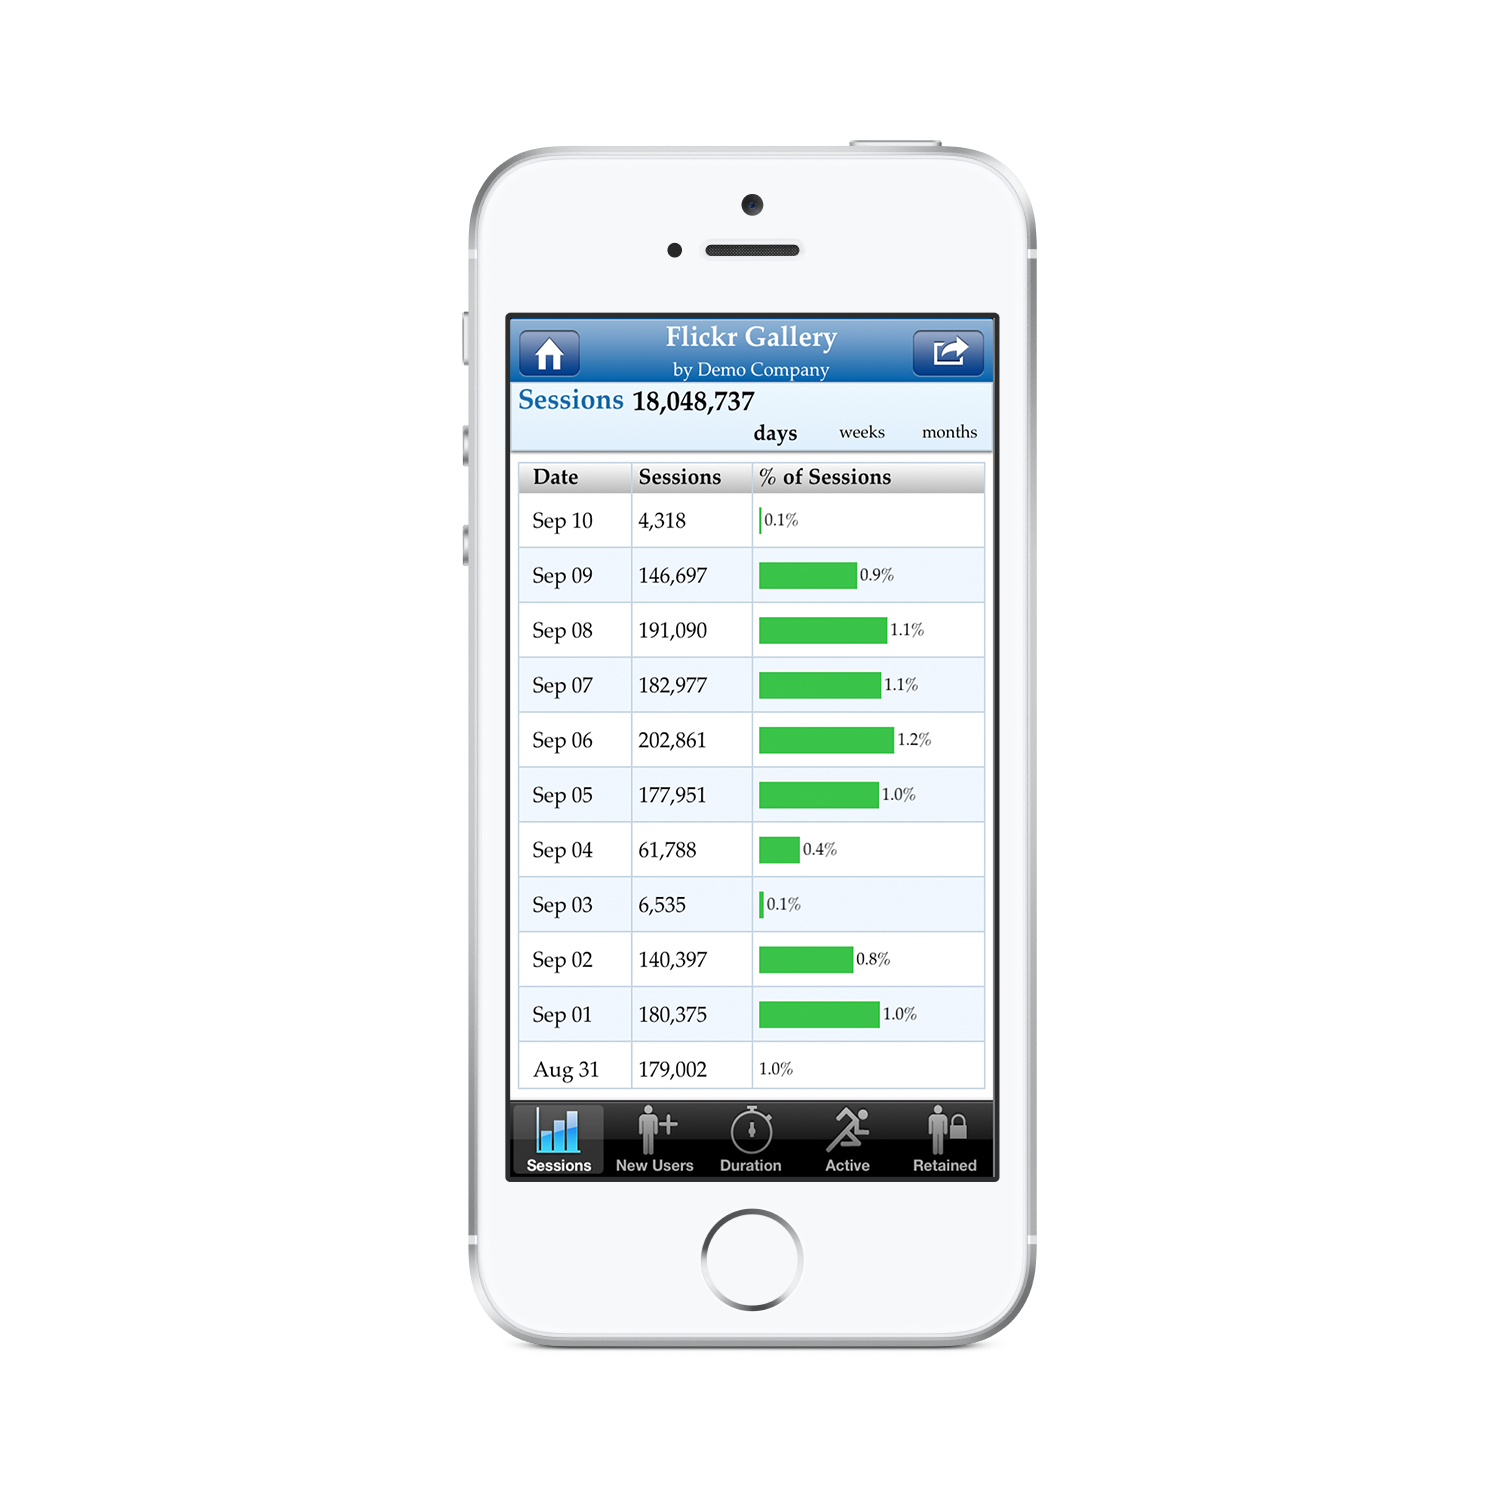 Flickr Gallery
by Demo Company
Sessions 18,048,737
days weeks months
Date Sessions % of Sessions
Sep 10 4,318 0.1%
Sep 09 146,697 0.9%
Sep 08 191,090 1.1%
Sep 07 182,977 1.1%
Sep 06 202,861 1.2%
Sep 05 177,951 1.0%
Sep 04 61,788 0.4%
Sep 03 6,535 0.1%
Sep 02 140,397 0.8%
Sep 01 180,375 1.0%
Aug 31 179,002 1.0%
Sessions New Users Duration Active Retained